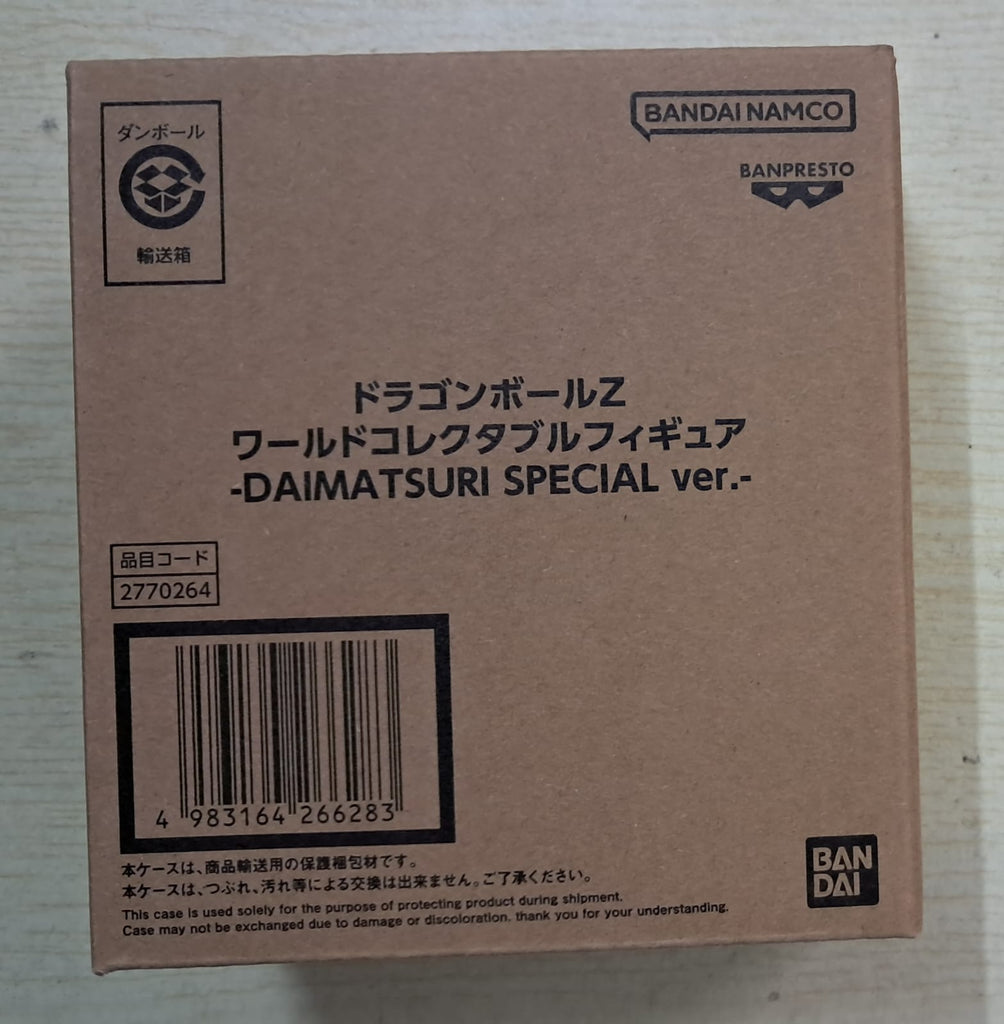 ダンボール
輸送箱
BANDAI NAMCO
BANPRESTO
ドラゴンボールZ
ワールドコレクタブルフィギュア
-DAIMATSURI SPECIAL ver.-
品目コード
2770264
4 983164 266283
本ケースは、商品輸送用の保護梱包材です。
本ケースは、つぶれ、汚れ等による交換は出来ません。ご了承ください。
This case is used solely for the purpose of protecting product during shipment.
Case may not be exchanged due to damage or discoloration. thank you for your understanding.
BAN
DAI